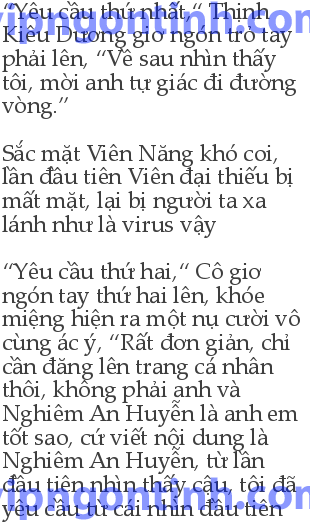 “Yêu cầu thứ nhất,“ Thịnh
Kiều Dương giơ ngón trỏ tay
phải lên, “Về sau nhìn thấy
tôi, mời anh tự giác đi đường
vòng.”
Sắc mặt Viên Năng khó coi,
lần đầu tiên Viên đại thiếu bị
mất mặt, lại bị người ta xa
lánh như là virus vậy
“Yêu cầu thứ hai,“ Cô giơ
ngón tay thứ hai lên, khóe
miệng hiện ra một nụ cười vô
cùng ác ý, “Rất đơn giản, chỉ
cần đăng lên trang cá nhân
thôi, không phải anh và
Nghiêm An Huyễn là anh em
tốt sao, cứ viết nội dung là
Nghiêm An Huyễn, từ lần
đầu tiên nhìn thấy cậu, tôi đã
yêu cầu từ cái nhìn đầu tiên
vipngontinh.com
vipngontinh.com